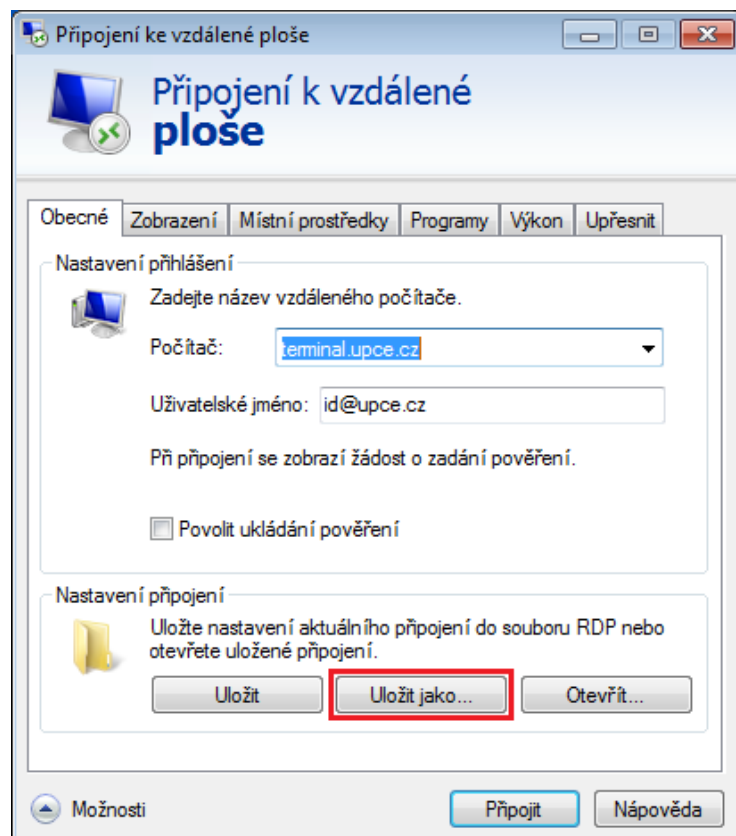 Připojení ke vzdálené ploše
Připojení k vzdálené
ploše
Obecné Zobrazení Místní prostředky Programy Výkon Upřesnit
Nastavení přihlášení
Zadejte název vzdáleného počítače.
Počítač: terminal.upce.cz
Uživatelské jméno: id@upce.cz
Při připojení se zobrazí žádost o zadání pověření.
Povolit ukládání pověření
Nastavení připojení
Uložte nastavení aktuálního připojení do souboru RDP nebo
otevřete uložené připojení.
Uložit Uložit jako... Otevřít...
Možnosti Připojit Nápověda